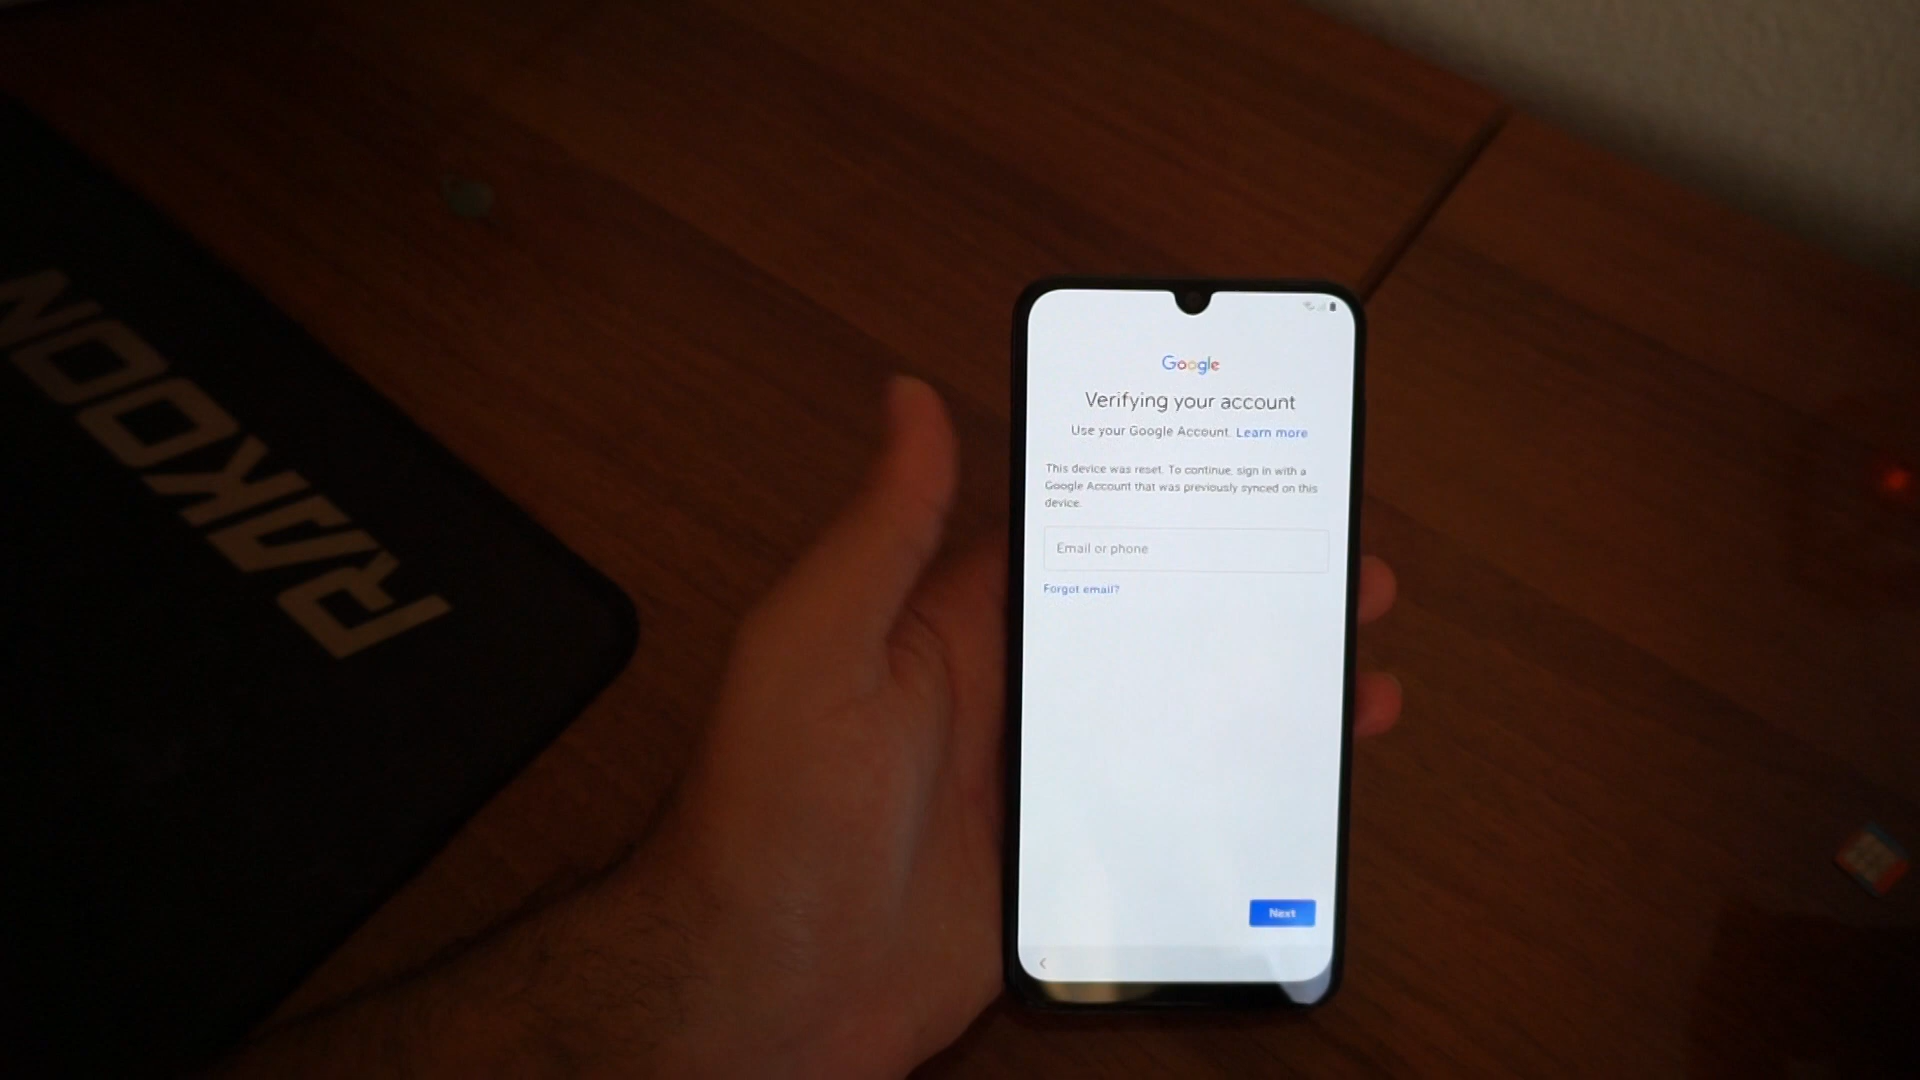 RAKOON
Google
Verifying your account
Use your Google Account. Learn more
This device was reset. To continue, sign in with a
Google Account that was previously synced on this
device.
Email or phone
Forgot email?
Next